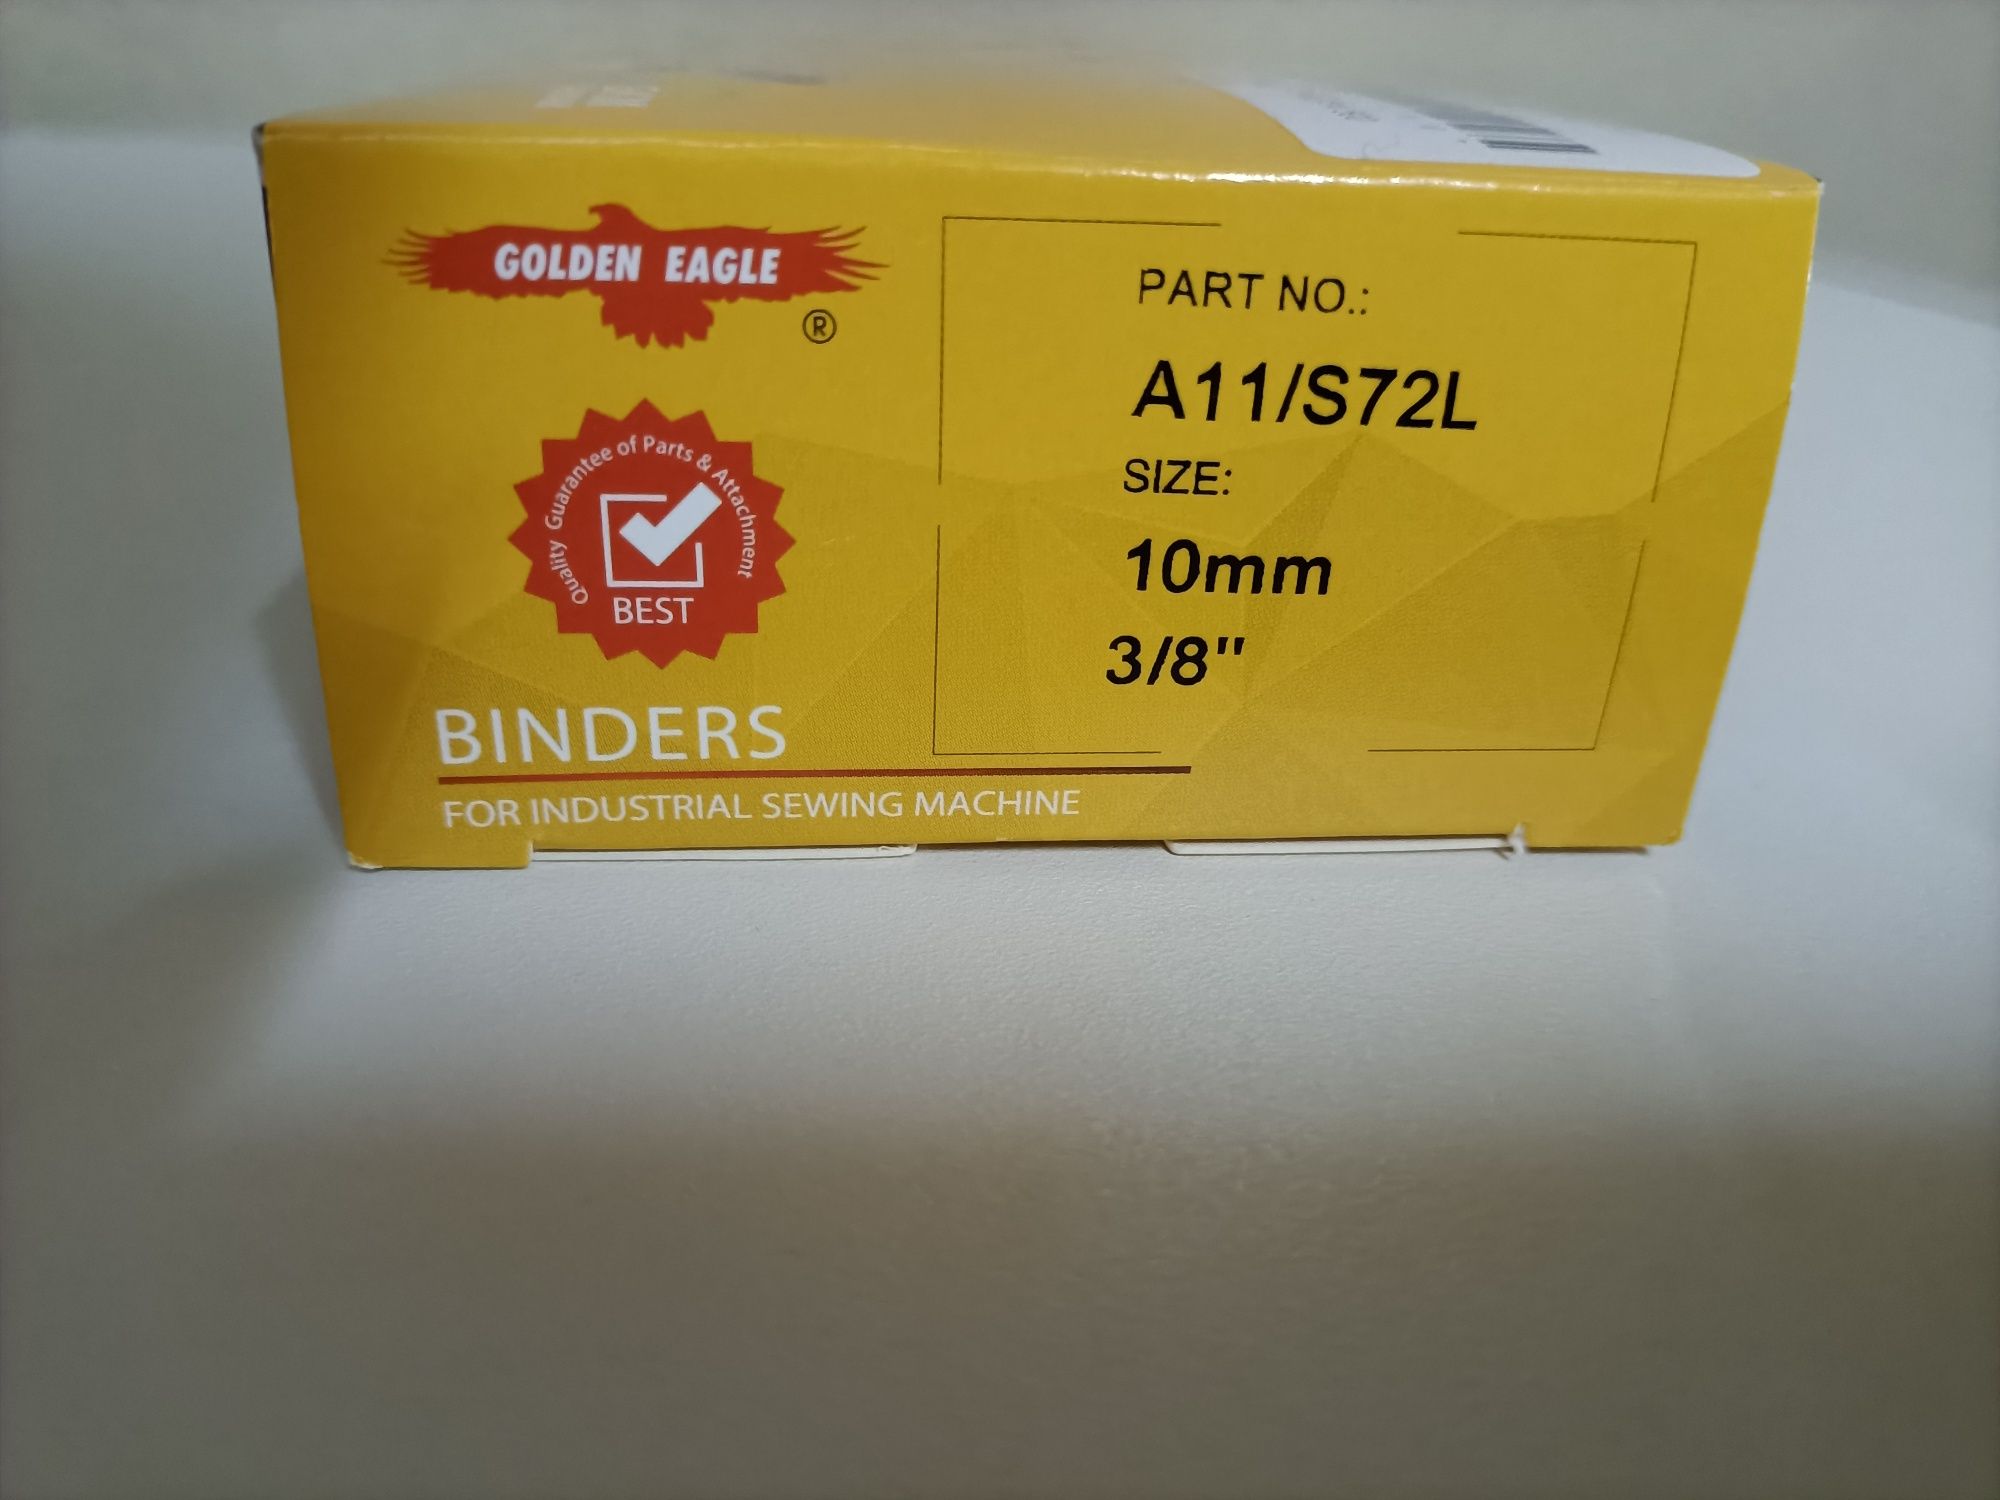 GOLDEN EAGLE
®
Quality Guarantee of Parts & Attachment
BEST
BINDERS
FOR INDUSTRIAL SEWING MACHINE
PART NO.:
A11/S72L
SIZE:
10mm
3/8"